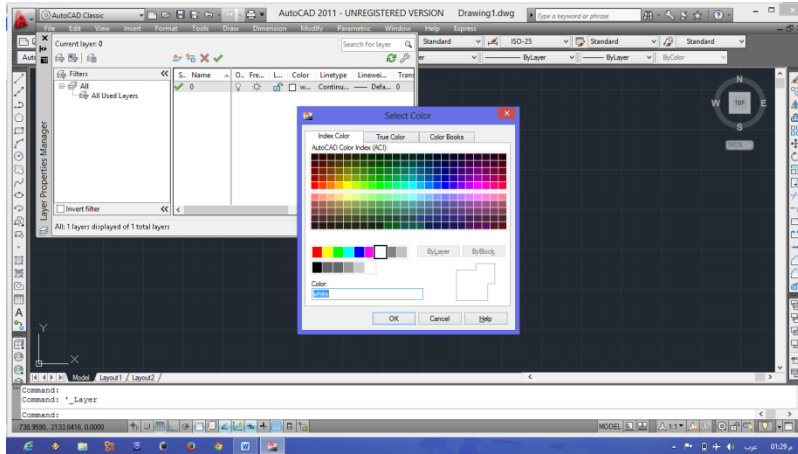 AutoCAD Classic
AutoCAD 2011 - UNREGISTERED VERSION Drawing1.dwg
Type a keyword or phrase
File Edit View Insert Format Tools Draw Dimension Modify Parametric Window Help Express
Current layer: 0
Search for layer
Standard ISO-25 Standard Standard
ByLayer ByLayer ByColor
Filters
All
All Used Layers
S.. Name O.. Fre... L... Color Linetype Linewei... Trans
0 w... Continu... Defa... 0
Layer Properties Manager
Invert filter
All: 1 layers displayed of 1 total layers
Select Color
Index Color True Color Color Books
AutoCAD Color Index (ACI):
ByLayer ByBlock
Color:
white
OK Cancel Help
N
W TOP E
S
WCS
Y
X
Model Layout1 Layout2
Command:
Command: '_Layer
Command:
738.9590, 2133.8416, 0.0000
MODEL 1:1
عرب 01:29 م